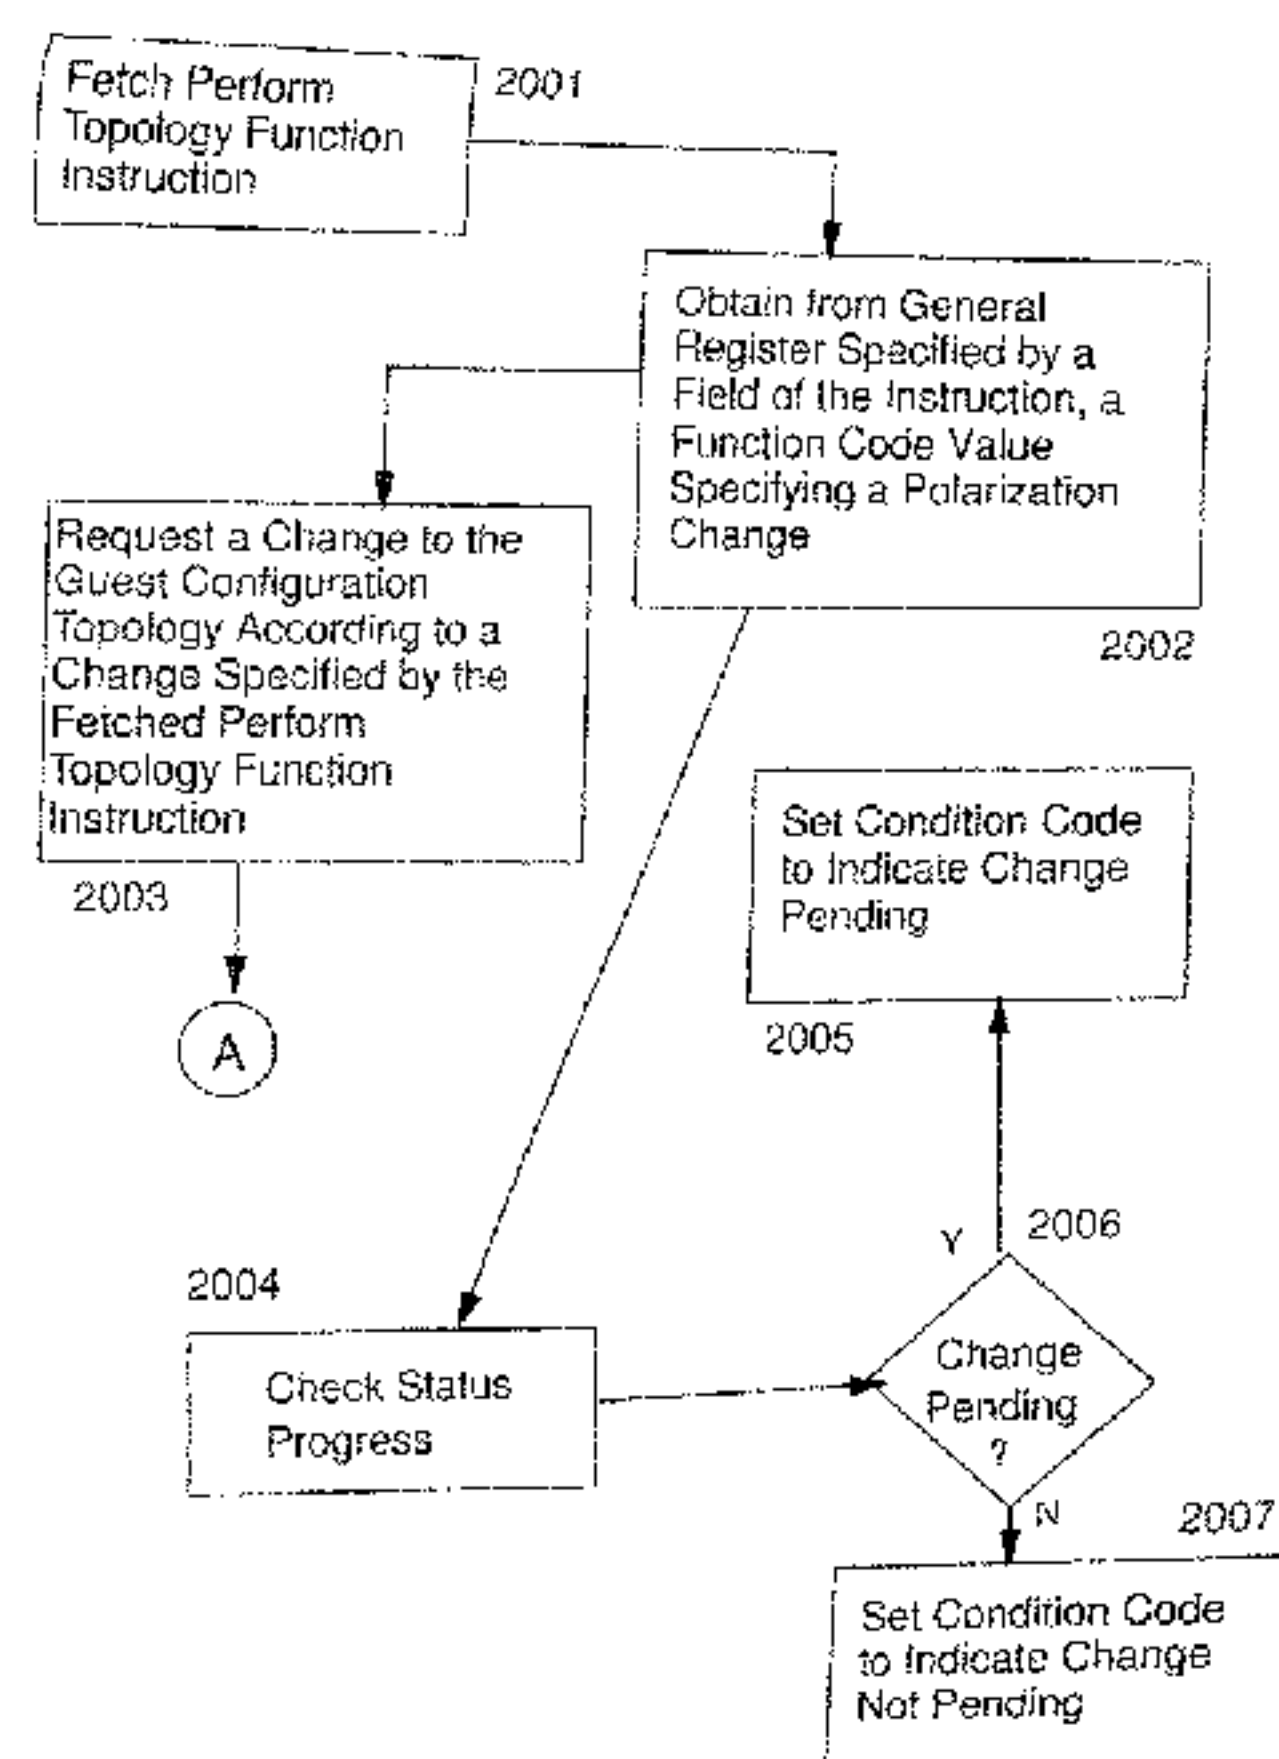 Fetch Perform
Topology Function
Instruction
2001
Obtain from General
Register Specified by a
Field of the Instruction, a
Function Code Value
Specifying a Polarization
Change
2002
Request a Change to the
Guest Configuration
Topology According to a
Change Specified by the
Fetched Perform
Topology Function
Instruction
2003
A
Set Condition Code
to Indicate Change
Pending
2005
2004
Check Status
Progress
Y
2006
Change
Pending
?
N
2007
Set Condition Code
to Indicate Change
Not Pending